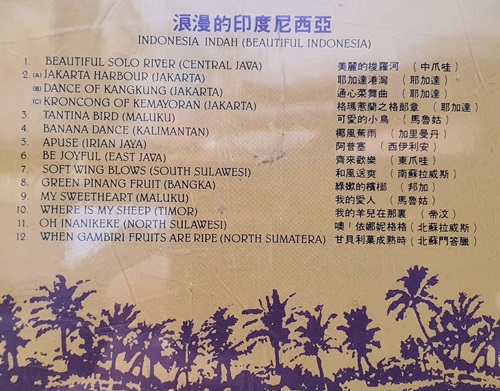 浪漫的印度尼西亞
INDONESIA INDAH (BEAUTIFUL INDONESIA)
1. BEAUTIFUL SOLO RIVER (CENTRAL JAVA) 美麗的梭羅河 (中爪哇)
2. (A) JAKARTA HARBOUR (JAKARTA) 耶加達港灣 (耶加達)
(B) DANCE OF KANGKUNG (JAKARTA) 通心菜舞曲 (耶加達)
(C) KRONCONG OF KEMAYORAN (JAKARTA) 格瑪惹蘭之格郎章 (耶加達)
3. TANTINA BIRD (MALUKU) 可愛的小鳥 (馬魯姑)
4. BANANA DANCE (KALIMANTAN) 椰風蕉雨 (加里曼丹)
5. APUSE (IRIAN JAYA) 阿普塞 (西伊利安)
6. BE JOYFUL (EAST JAVA) 齊來歡樂 (東爪哇)
7. SOFT WING BLOWS (SOUTH SULAWESI) 和風送爽 (南蘇拉威斯)
8. GREEN PINANG FRUIT (BANGKA) 綠嫩的檳榔 (邦加)
9. MY SWEETHEART (MALUKU) 我的愛人 (馬魯姑)
10. WHERE IS MY SHEEP (TIMOR) 我的羊兒在那裏 (帝汶)
11. OH INANIKEKE (NORTH SULAWESI) 噢!依娜妮格格 (北蘇拉威斯)
12. WHEN GAMBIRI FRUITS ARE RIPE (NORTH SUMATERA) 甘貝利葉成熟時 (北蘇門答臘)